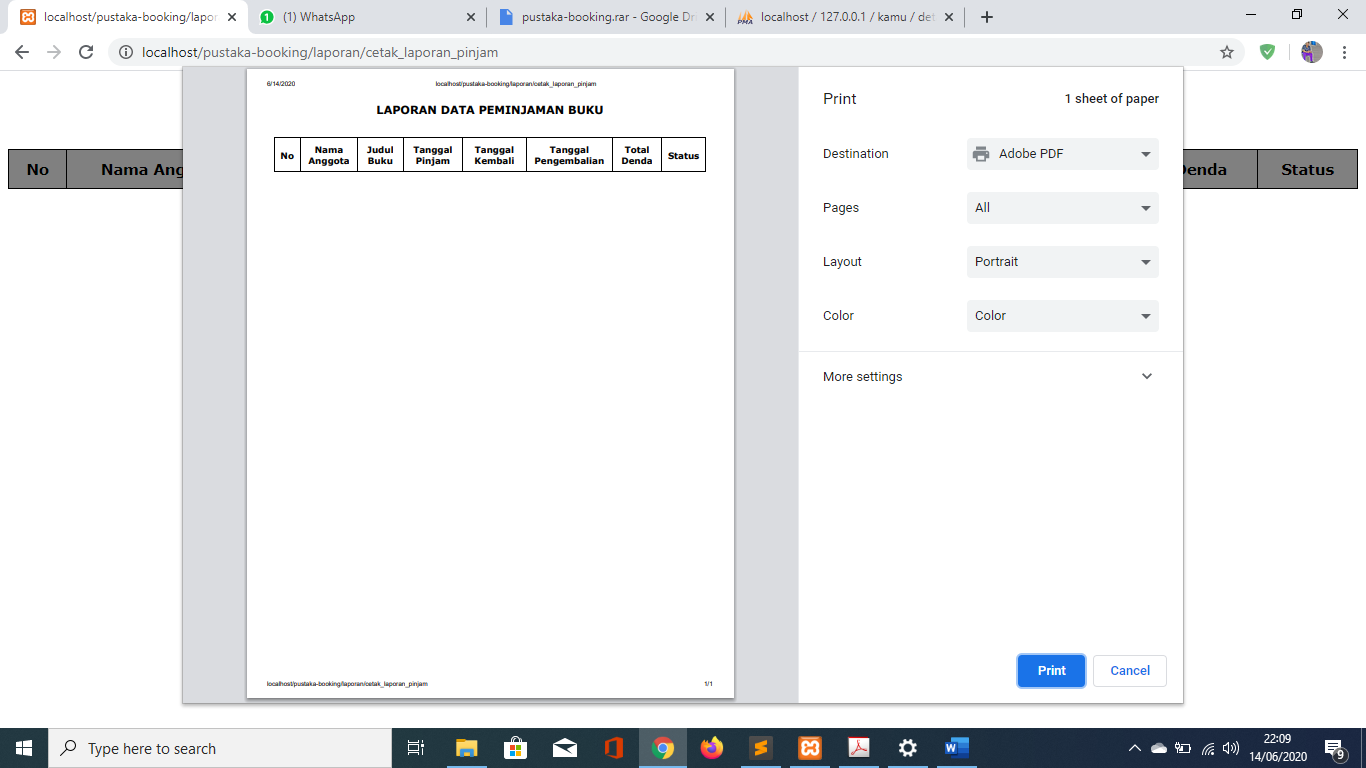 localhost/pustaka-booking/lapor
(1) WhatsApp
pustaka-booking.rar - Google Dri
localhost / 127.0.0.1 / kamu / det
localhost/pustaka-booking/laporan/cetak_laporan_pinjam
6/14/2020 localhost/pustaka-booking/laporan/cetak_laporan_pinjam
LAPORAN DATA PEMINJAMAN BUKU
No Nama Anggota Judul Buku Tanggal Pinjam Tanggal Kembali Tanggal Pengembalian Total Denda Status
localhost/pustaka-booking/laporan/cetak_laporan_pinjam 1/1
No Nama Ang
Denda Status
Print 1 sheet of paper
Destination Adobe PDF
Pages All
Layout Portrait
Color Color
More settings
Print Cancel
Type here to search
22:09
14/06/2020
9